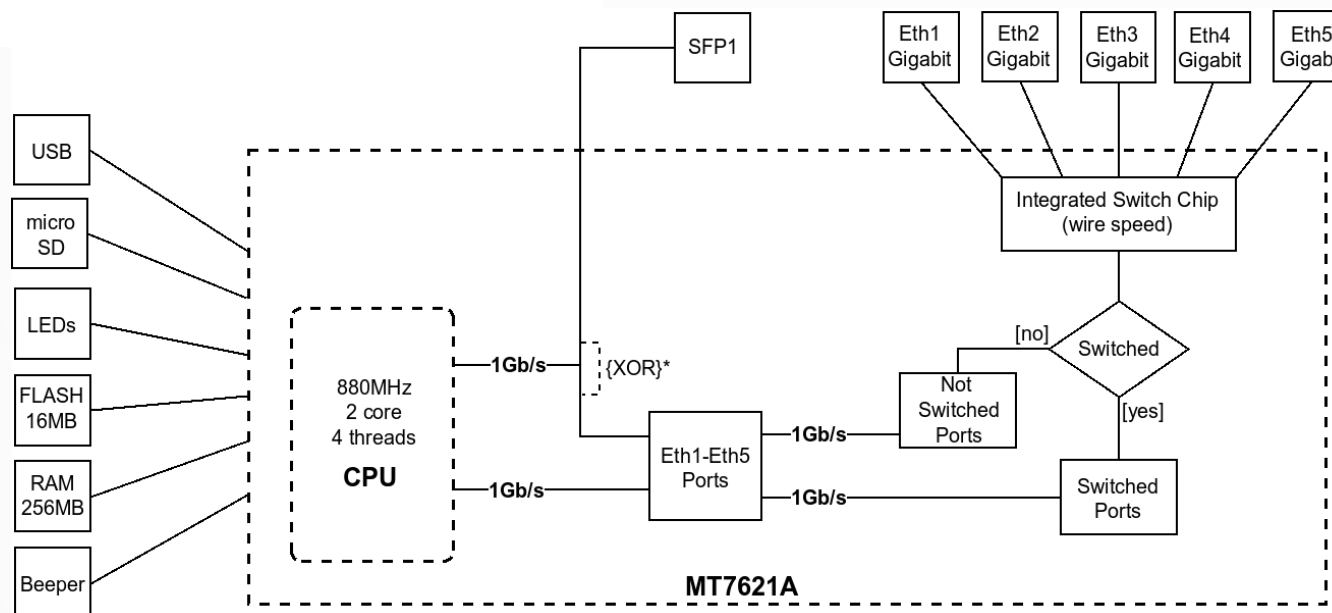 SFP1
Eth1
Gigabit
Eth2
Gigabit
Eth3
Gigabit
Eth4
Gigabit
Eth5
Gigab
USB
micro
SD
LEDs
FLASH
16MB
RAM
256MB
Beeper
Integrated Switch Chip
(wire speed)
Switched
[no]
[yes]
Not
Switched
Ports
Switched
Ports
1Gb/s
{XOR}*
880MHz
2 core
4 threads
CPU
1Gb/s
Eth1-Eth5
Ports
1Gb/s
1Gb/s
MT7621A